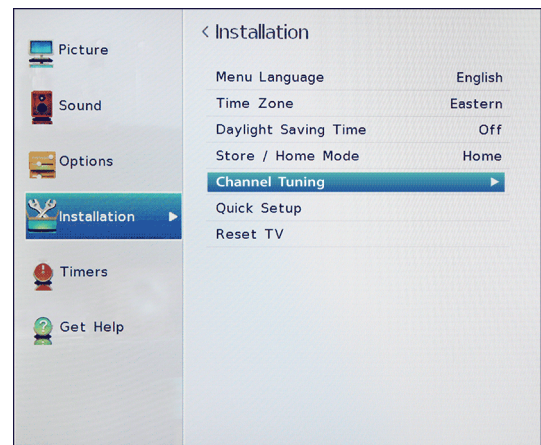 Picture
Sound
Options
Installation
Timers
Get Help
Installation
Menu Language English
Time Zone Eastern
Daylight Saving Time Off
Store / Home Mode Home
Channel Tuning
Quick Setup
Reset TV